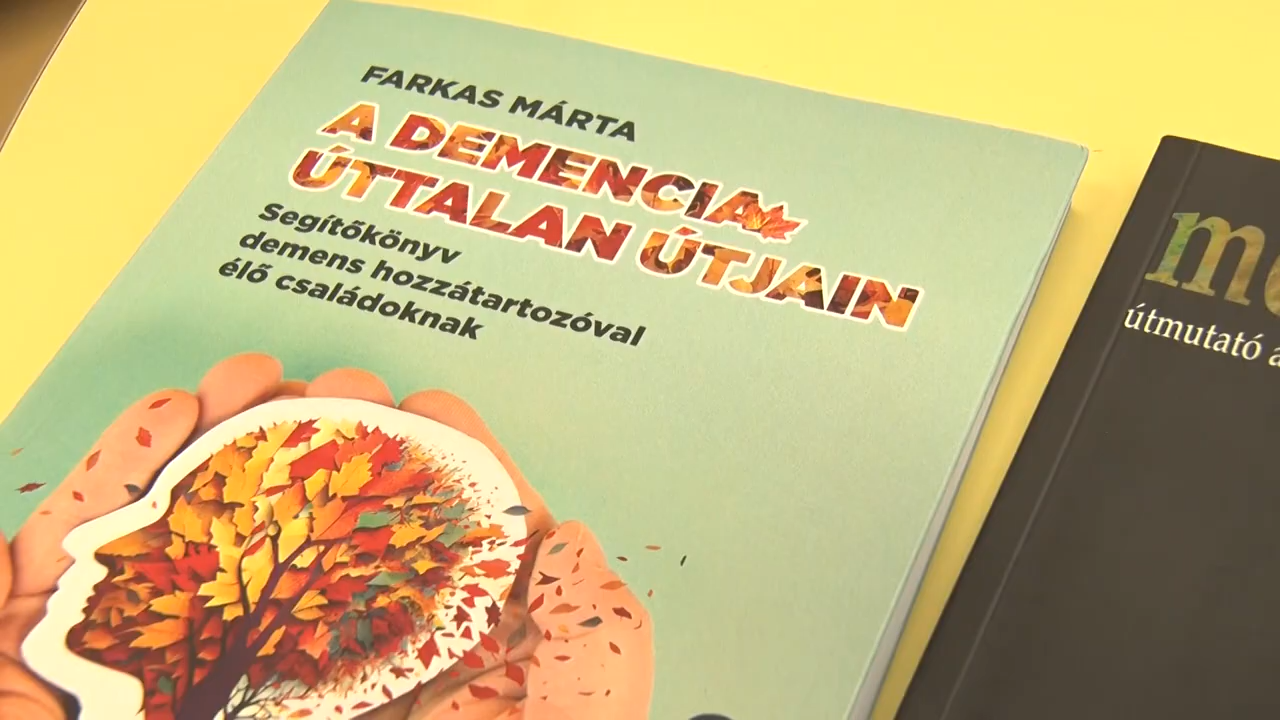 FARKAS MÁRTA
A DEMENCIA
ÚTTALAN ÚTJAIN
Segítőkönyv
demens hozzátartozóval
élő családoknak
útmutató